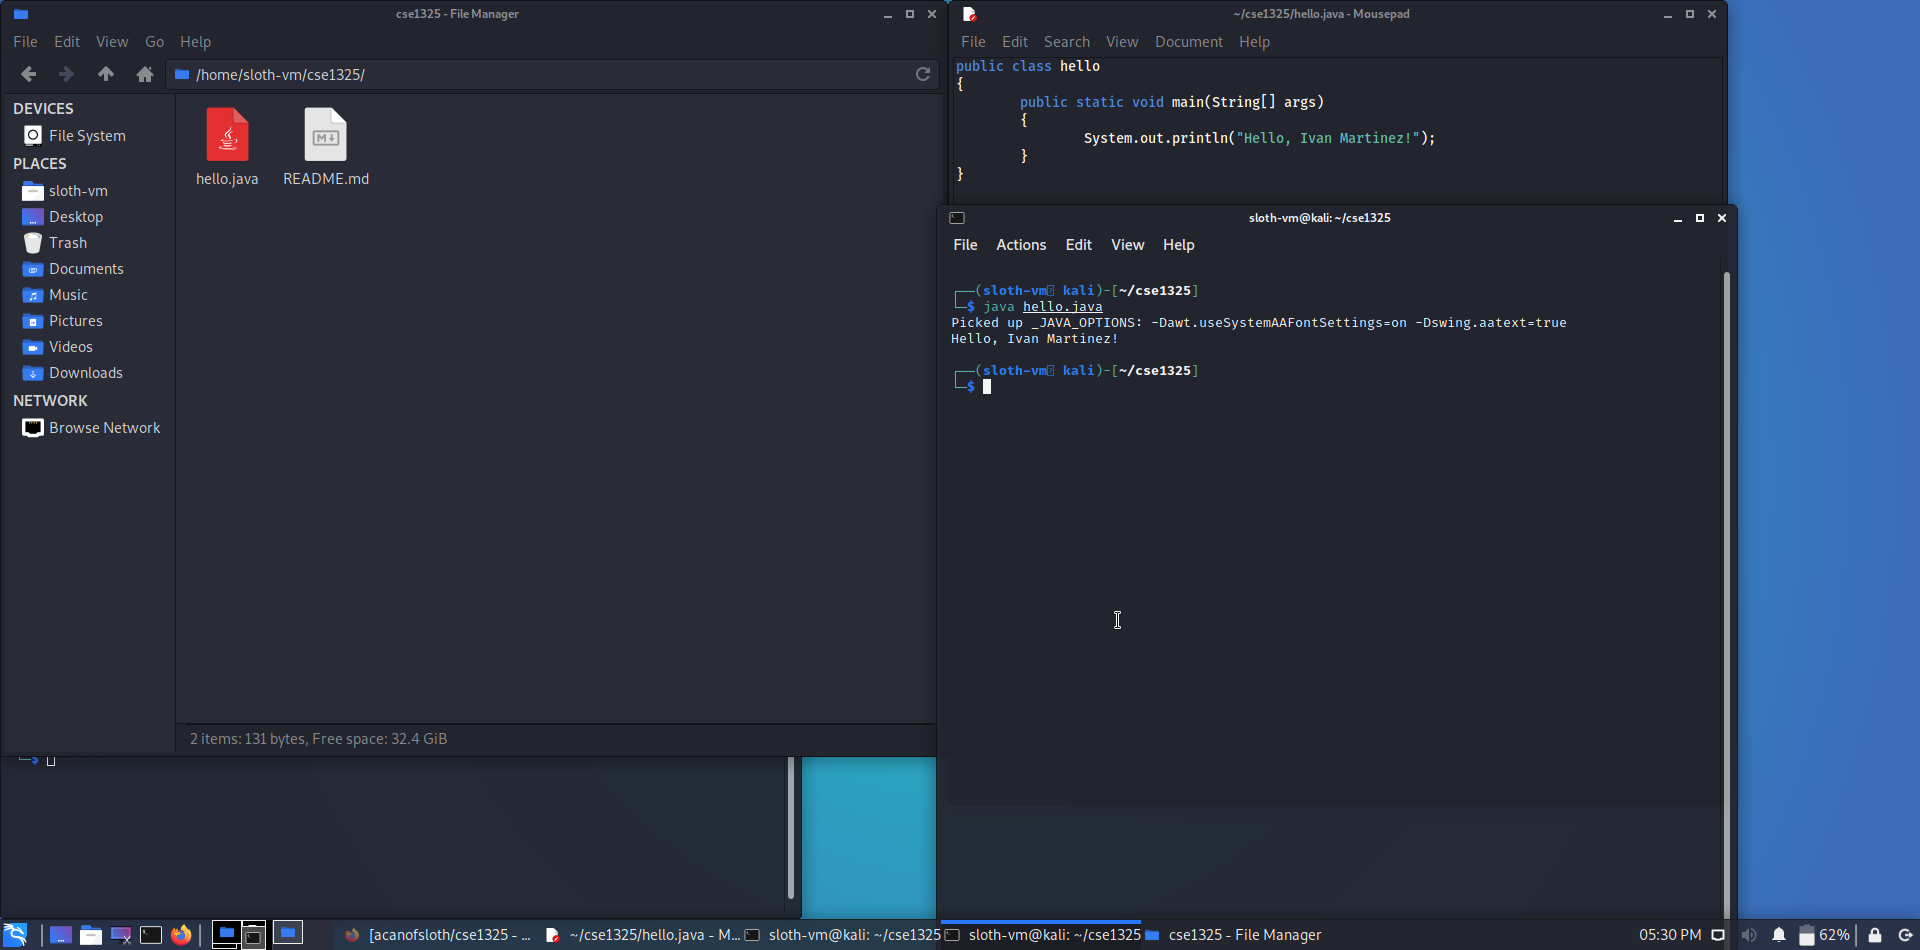 cse1325 - File Manager
File Edit View Go Help
/home/sloth-vm/cse1325/
DEVICES
File System
PLACES
sloth-vm
Desktop
Trash
Documents
Music
Pictures
Videos
Downloads
NETWORK
Browse Network
hello.java README.md
2 items: 131 bytes, Free space: 32.4 GiB
$
~/cse1325/hello.java - Mousepad
File Edit Search View Document Help
public class hello
{
public static void main(String[] args)
{
System.out.println("Hello, Ivan Martinez!");
}
}
sloth-vm@kali: ~/cse1325
File Actions Edit View Help
(sloth-vm kali)-[~/cse1325]
$ java hello.java
Picked up _JAVA_OPTIONS: -Dawt.useSystemAAFontSettings=on -Dswing.aatext=true
Hello, Ivan Martinez!
(sloth-vm kali)-[~/cse1325]
$
[acanofsloth/cse1325 - ... ~/cse1325/hello.java - M... sloth-vm@kali: ~/cse1325 sloth-vm@kali: ~/cse1325 cse1325 - File Manager 05:30 PM 62%